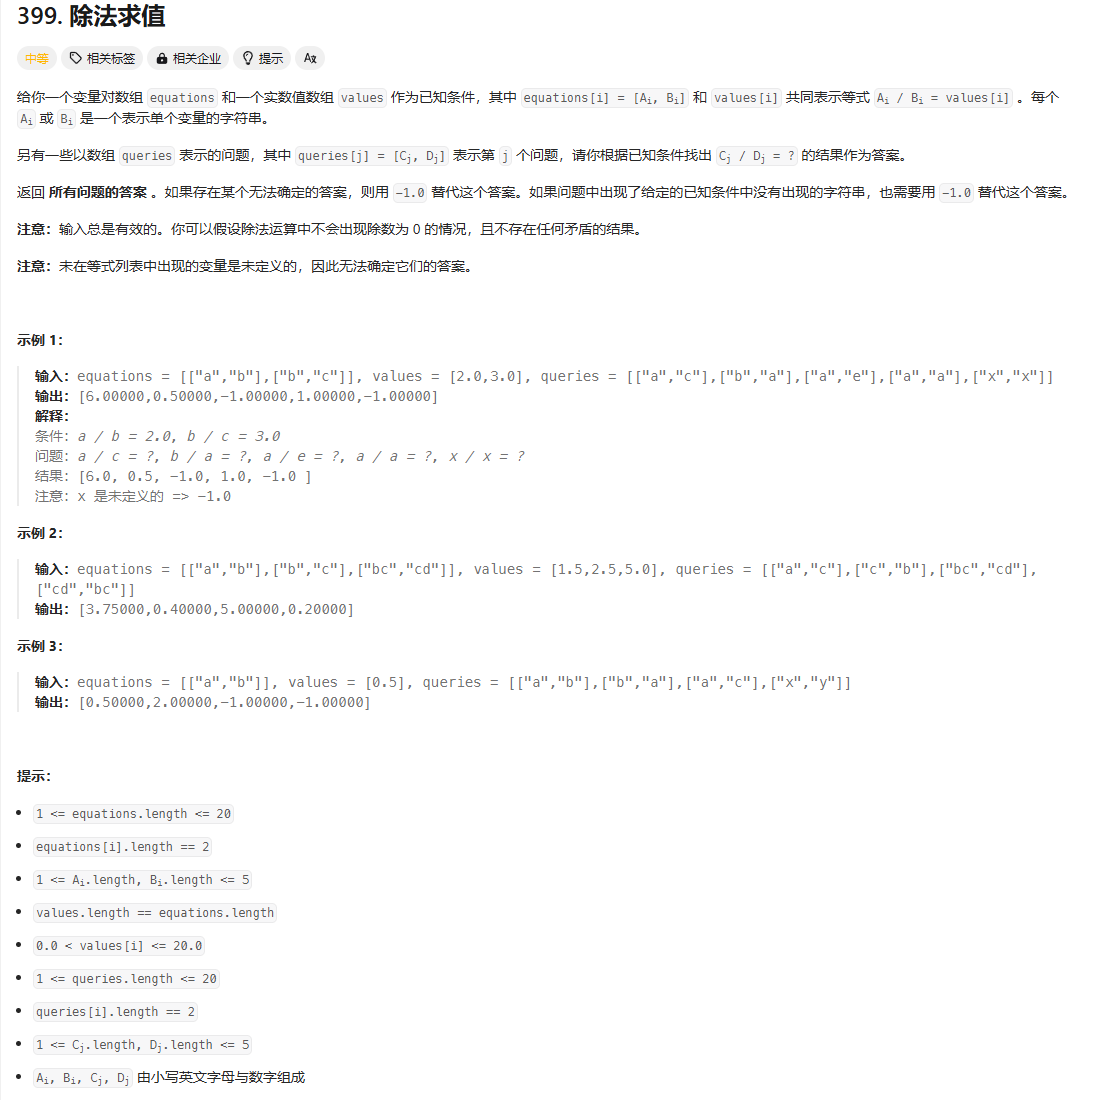 399. 除法求值
中等 相关标签 相关企业 提示 Aж
给你一个变量对数组 equations 和一个实数值数组 values 作为已知条件，其中 equations[i] = [Ai, Bi] 和 values[i] 共同表示等式 Ai / Bi = values[i] 。每个
Ai 或 Bi 是一个表示单个变量的字符串。
另有一些以数组 queries 表示的问题，其中 queries[j] = [Cj, Dj] 表示第 j 个问题，请你根据已知条件找出 Cj / Dj = ? 的结果作为答案。
返回 所有问题的答案 。如果存在某个无法确定的答案，则用 -1.0 替代这个答案。如果问题中出现了给定的已知条件中没有出现的字符串，也需要用 -1.0 替代这个答案。
注意：输入总是有效的。你可以假设除法运算中不会出现除数为 0 的情况，且不存在任何矛盾的结果。
注意：未在等式列表中出现的变量是未定义的，因此无法确定它们的答案。
示例 1：
输入：equations = [["a","b"],["b","c"]], values = [2.0,3.0], queries = [["a","c"],["b","a"],["a","e"],["a","a"],["x","x"]]
输出：[6.00000,0.50000,-1.00000,1.00000,-1.00000]
解释：
条件：a / b = 2.0, b / c = 3.0
问题：a / c = ?, b / a = ?, a / e = ?, a / a = ?, x / x = ?
结果：[6.0, 0.5, -1.0, 1.0, -1.0 ]
注意：x 是未定义的 => -1.0
示例 2：
输入：equations = [["a","b"],["b","c"],["bc","cd"]], values = [1.5,2.5,5.0], queries = [["a","c"],["c","b"],["bc","cd"],
["cd","bc"]]
输出：[3.75000,0.40000,5.00000,0.20000]
示例 3：
输入：equations = [["a","b"]], values = [0.5], queries = [["a","b"],["b","a"],["a","c"],["x","y"]]
输出：[0.50000,2.00000,-1.00000,-1.00000]
提示：
1 <= equations.length <= 20
equations[i].length == 2
1 <= Ai.length, Bi.length <= 5
values.length == equations.length
0.0 < values[i] <= 20.0
1 <= queries.length <= 20
queries[i].length == 2
1 <= Cj.length, Dj.length <= 5
Ai, Bi, Cj, Dj 由小写英文字母与数字组成